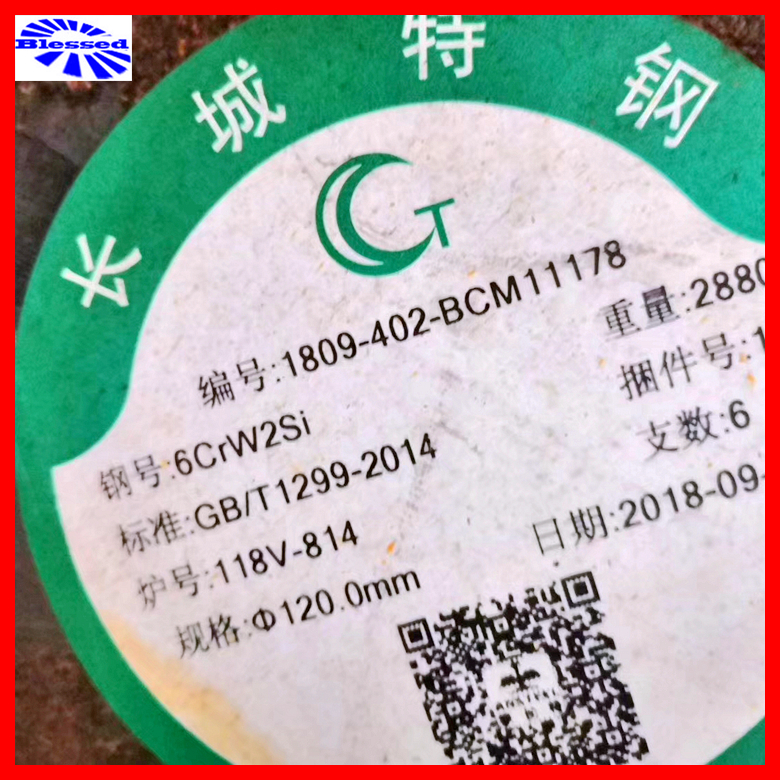 Blessed
长城特钢
CT
编号:1809-402-BCM11178
钢号:6CrW2Si
标准:GB/T1299-2014
炉号:118V-814
规格:Φ120.0mm
重量:2880
捆件号:1
支数:6
日期:2018-09-